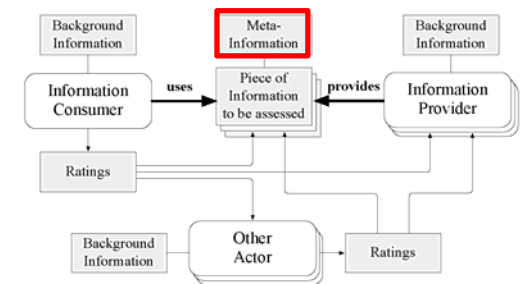 Background
Information
Meta-
Information
Background
Information
Information
Consumer
uses
Piece of
Information
to be assessed
provides
Information
Provider
Ratings
Background
Information
Other
Actor
Ratings